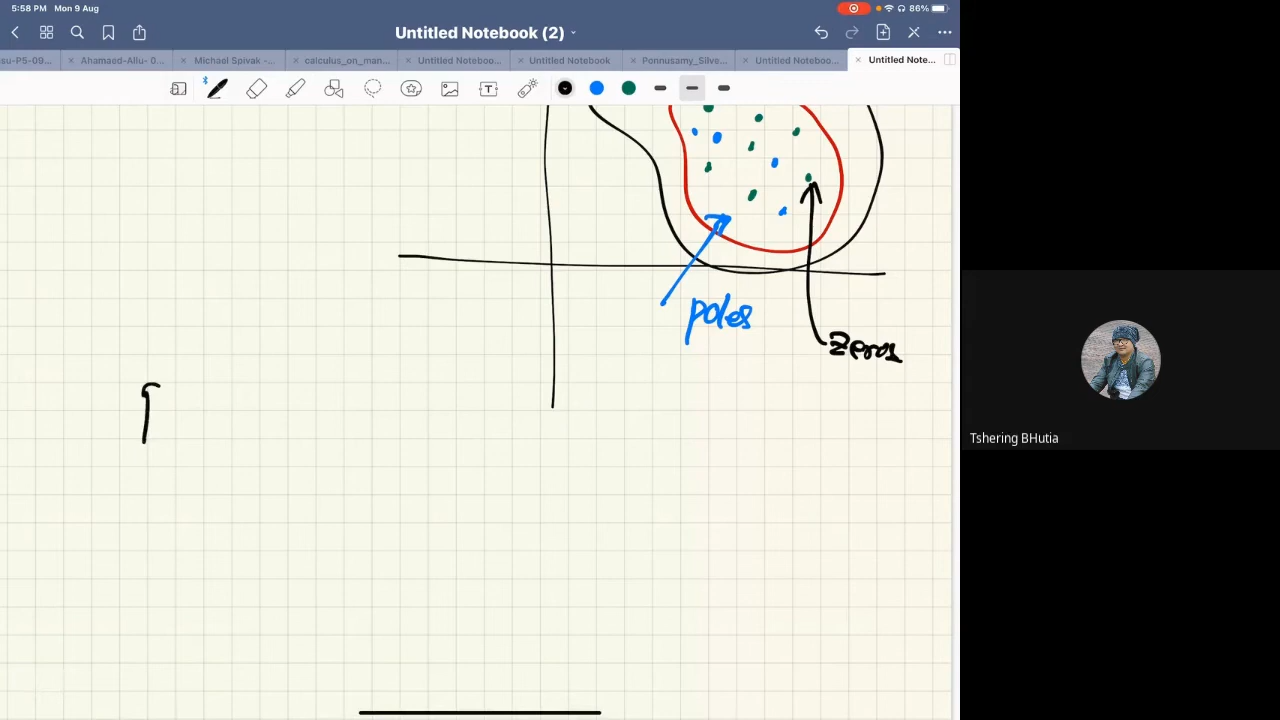 5:58 PM Mon 9 Aug
86%
Untitled Notebook (2)
su-P5-09... Ahamaed-Allu- 0... Michael Spivak -... calculus_on_man... Untitled Noteboo... Untitled Notebook Ponnusamy_Silve... Untitled Noteboo... Untitled Note...
poles
zeros
Tshering BHutia